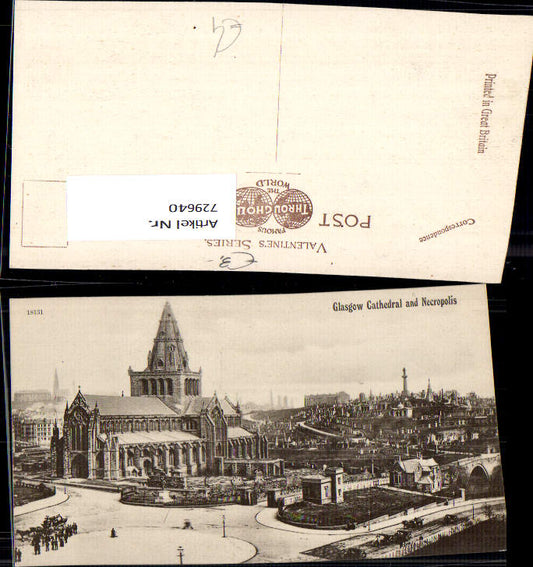 Printed in Great Britain
THE
WORLD
THROUGHOUT
FAMOUS
POST
Correspondence
VALENTINE'S SERIES.
Artikel Nr.
729640
18131
Glasgow Cathedral and Necropolis